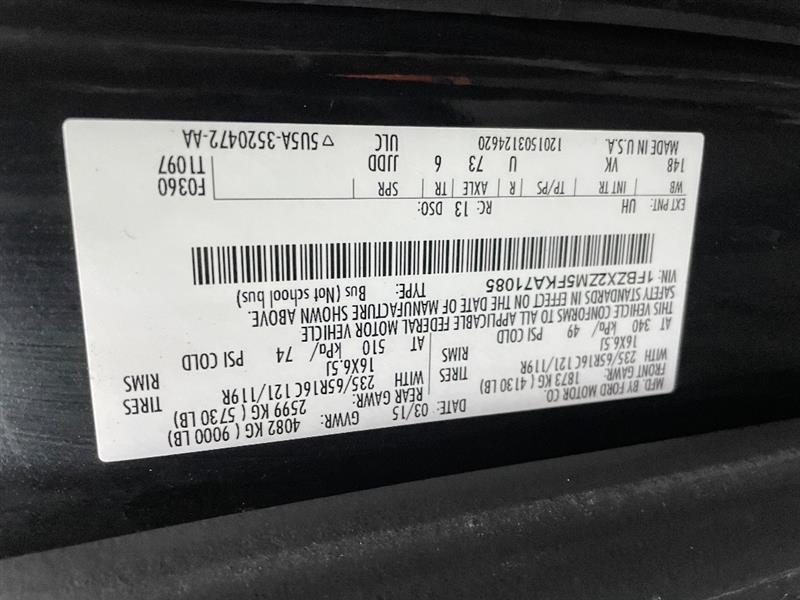 MFD. BY FORD MOTOR CO.
DATE: 03/15 GVWR: 4082 KG ( 9000 LB)
FRONT GAWR: 1873 KG ( 4130 LB) REAR GAWR: 2599 KG ( 5730 LB)
WITH 235/65R16C 121/119R TIRES WITH 235/65R16C 121/119R TIRES
16X6.5J RIMS 16X6.5J RIMS
AT 340 kPa/ 49 PSI COLD AT 510 kPa/ 74 PSI COLD
THIS VEHICLE CONFORMS TO ALL APPLICABLE FEDERAL MOTOR VEHICLE
SAFETY STANDARDS IN EFFECT ON THE DATE OF MANUFACTURE SHOWN ABOVE.
VIN: 1FBZX2ZM5FKA71085 TYPE: Bus (Not school bus)
EXT PNT: UH RC: 13 DSO: F0360
WB INT TR TP/PS R AXLE TR SPR T1097
148 VK U 73 6 JJDD
MADE IN U.S.A. 1201503124620 ULC ▽ 5U5A-3520472-AA